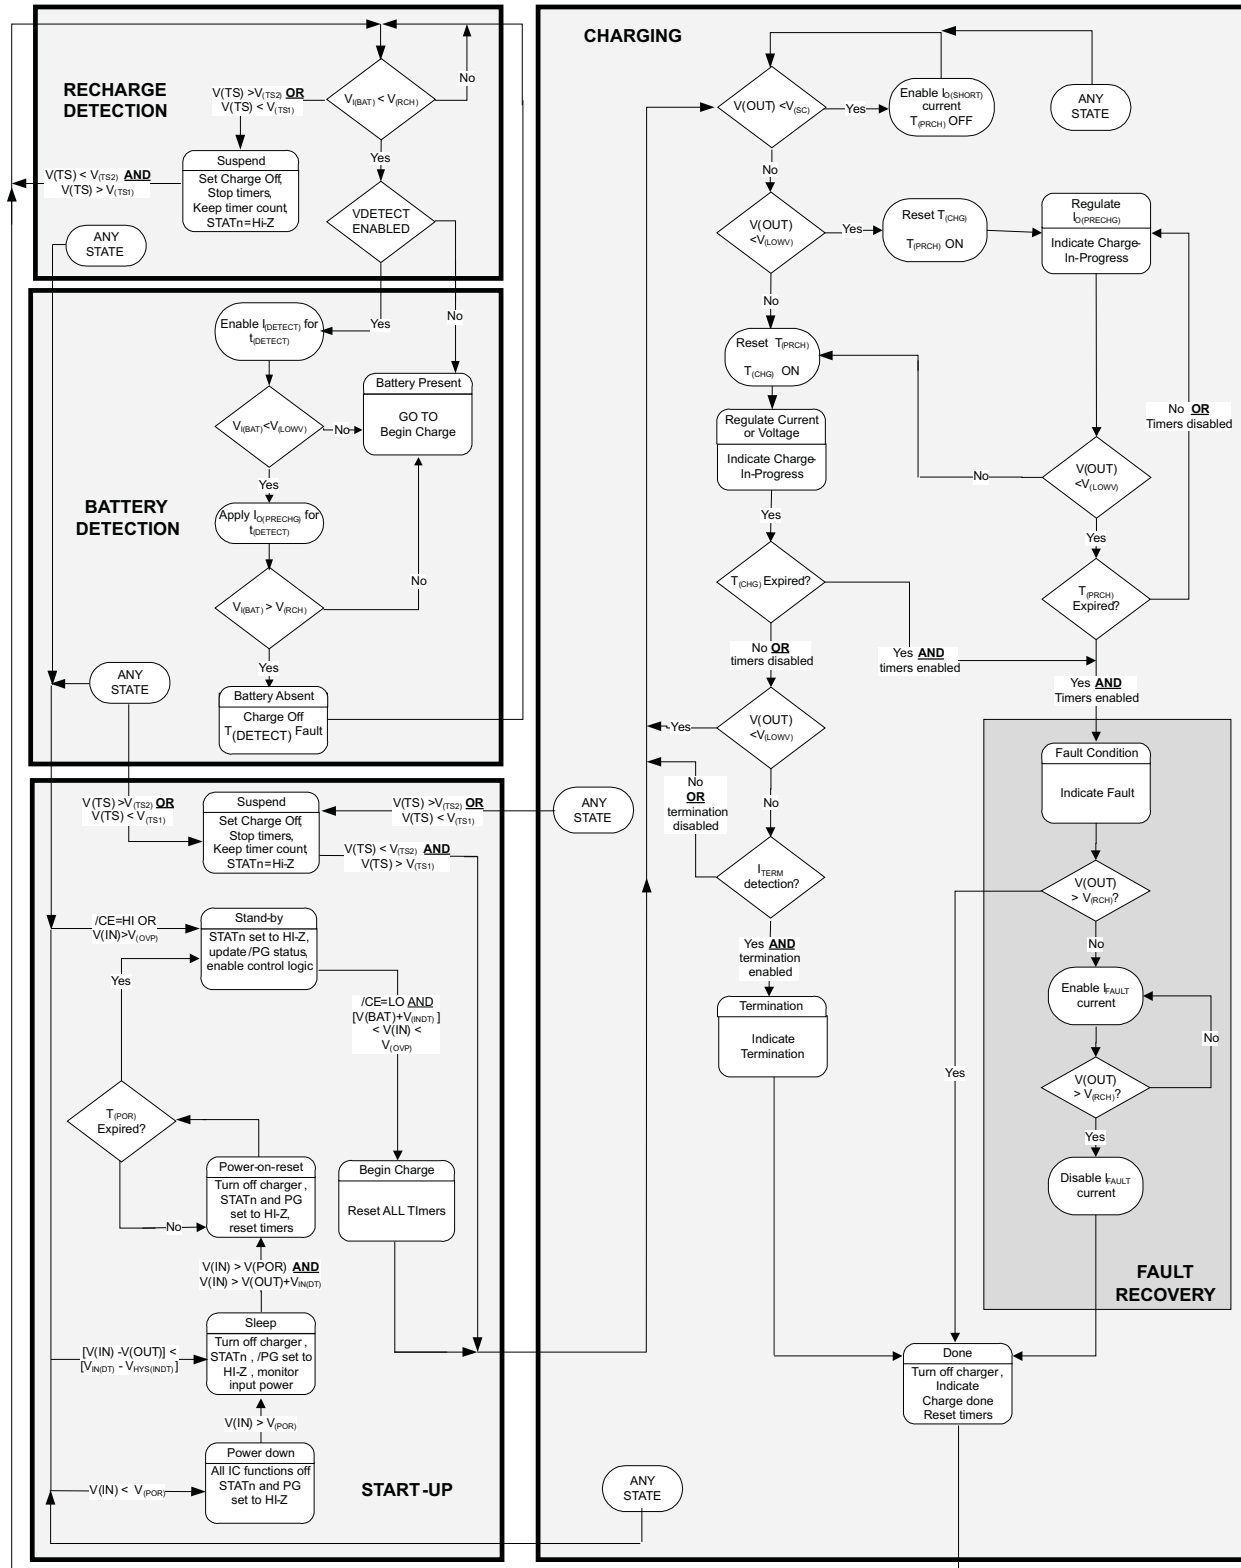 RECHARGE
DETECTION
V(TS) >V(TS2) OR
V(TS) < V(TS1)
VI(BAT) < V(RCH)
No
Yes
Suspend
Set Charge Off,
Stop timers,
Keep timer count,
STATn=Hi-Z
V(TS) < V(TS2) AND
V(TS) > V(TS1)
ANY
STATE
VDETECT
ENABLED
No
Yes
Enable I(DETECT) for
t(DETECT)
Battery Present
GO TO
Begin Charge
VI(BAT)<V(LOWV)
No
Yes
BATTERY
DETECTION
Apply IO(PRECHG) for
t(DETECT)
No
VI(BAT) > V(RCH)
Yes
ANY
STATE
Battery Absent
Charge Off
T(DETECT) Fault
V(TS) >V(TS2) OR
V(TS) < V(TS1)
Suspend
Set Charge Off,
Stop timers,
Keep timer count,
STATn=Hi-Z
V(TS) >V(TS2) OR
V(TS) < V(TS1)
ANY
STATE
V(TS) < V(TS2) AND
V(TS) > V(TS1)
/CE=HI OR
V(IN)>V(OVP)
Stand-by
STATn set to HI-Z,
update /PG status,
enable control logic
Yes
/CE=LO AND
[V(BAT)+V(INDT) ]
< V(IN) <
V(OVP)
T(POR)
Expired?
Power-on-reset
Turn off charger ,
STATn and PG
set to HI-Z,
reset timers
No
Begin Charge
Reset ALL TImers
V(IN) > V(POR) AND
V(IN) > V(OUT)+VIN(DT)
Sleep
Turn off charger ,
STATn , /PG set to
HI-Z , monitor
input power
[V(IN) -V(OUT)] <
[VIN(DT) - VHYS(INDT)]
V(IN) > V(POR)
Power down
All IC functions off
STATn and PG
set to HI-Z
V(IN) < V(POR)
START-UP
CHARGING
V(OUT) <V(SC)
Yes
Enable IO(SHORT)
current
T(PRCH) OFF
ANY
STATE
No
V(OUT)
<V(LOWV)
Yes
Reset T(CHG)
T(PRCH) ON
Regulate
IO(PRECHG)
Indicate Charge-
In-Progress
No
Reset T(PRCH)
T(CHG) ON
Regulate Current
or Voltage
Indicate Charge-
In-Progress
No OR
Timers disabled
V(OUT)
<V(LOWV)
No
Yes
Yes
T(CHG) Expired?
T(PRCH)
Expired?
No OR
timers disabled
Yes AND
timers enabled
Yes AND
Timers enabled
V(OUT)
<V(LOWV)
Yes
No
OR
termination
disabled
No
ITERM
detection?
Yes AND
termination
enabled
Termination
Indicate
Termination
Fault Condition
Indicate Fault
V(OUT)
> V(RCH)?
No
Enable IFAULT
current
No
Yes
V(OUT)
> V(RCH)?
Yes
Disable IFAULT
current
FAULT
RECOVERY
Done
Turn off charger ,
Indicate
Charge done
Reset timers
ANY
STATE